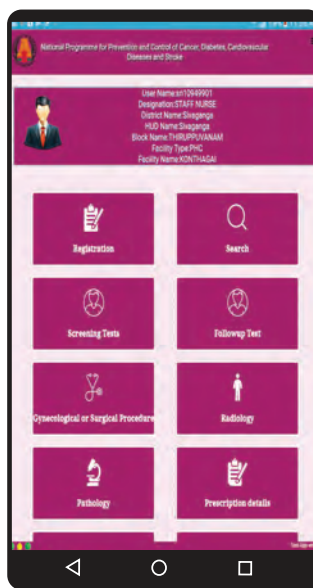 National Programme for Prevention and Control of Cancer, Diabetes, Cardiovascular
Diseases and Stroke
User Name:sn10949901
Designation:STAFF NURSE
District Name:Sivaganga
HUD Name:Sivaganga
Block Name:THIRUPPUVANAM
Facility Type:PHC
Facility Name:KONTHAGAI
Registration
Search
Screening Tests
Followup Test
Gynecological or Surgical Procedure
Radiology
Pathology
Prescription details